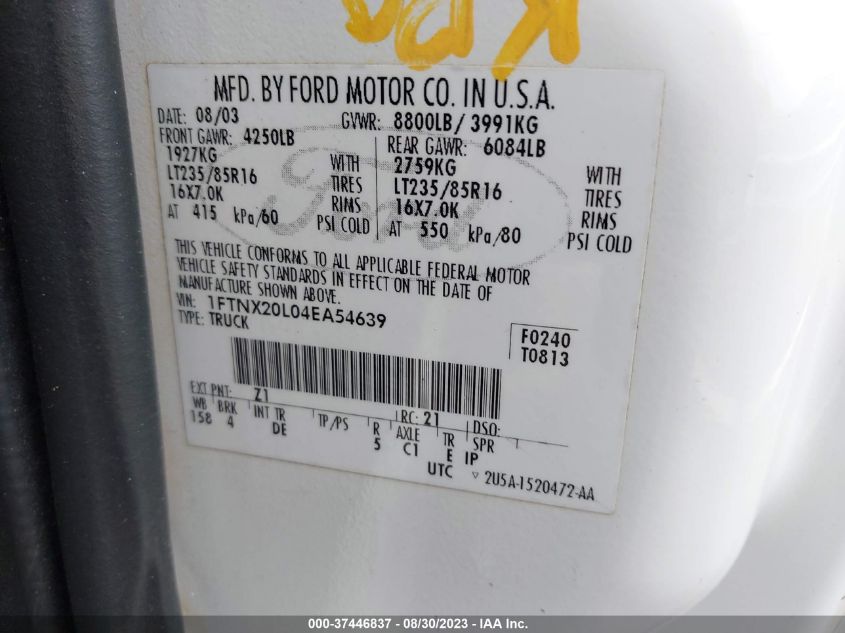 KBA
MFD. BY FORD MOTOR CO. IN U.S.A.
DATE: 08/03 GVWR: 8800LB/ 3991KG
FRONT GAWR: 4250LB REAR GAWR: 6084LB
1927KG WITH 2759KG WITH
LT235/85R16 TIRES LT235/85R16 TIRES
16X7.0K RIMS 16X7.0K RIMS
AT 415 kPa/60 PSI COLD AT 550 kPa/80 PSI COLD
Ford
THIS VEHICLE CONFORMS TO ALL APPLICABLE FEDERAL MOTOR
VEHICLE SAFETY STANDARDS IN EFFECT ON THE DATE OF
MANUFACTURE SHOWN ABOVE.
VIN: 1FTNX20L04EA54639
TYPE: TRUCK
F0240
T0813
EXT PNT: Z1 RC: 21 DSO:
WB BRK INT TR TP/PS R AXLE TR SPR
158 4 DE 5 C1 E IP
UTC ▽ 2U5A-1520472-AA
000-37446837 - 08/30/2023 - IAA Inc.